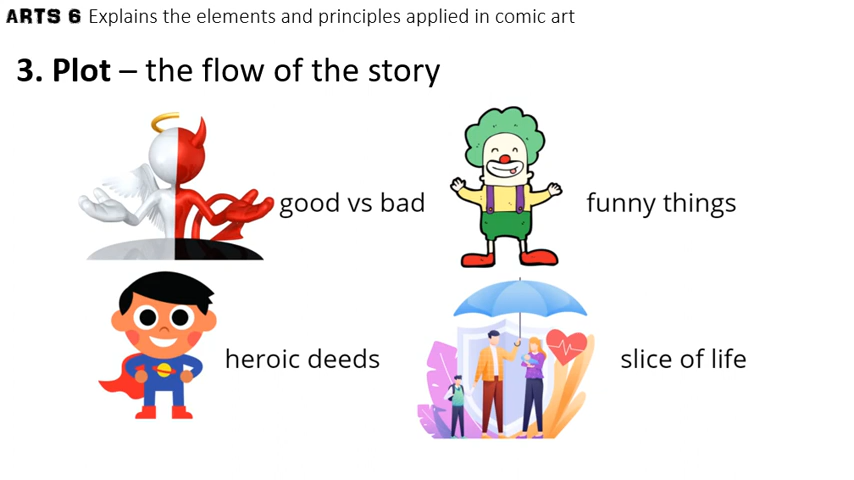 ARTS 6 Explains the elements and principles applied in comic art
3. Plot – the flow of the story
good vs bad
funny things
heroic deeds
slice of life